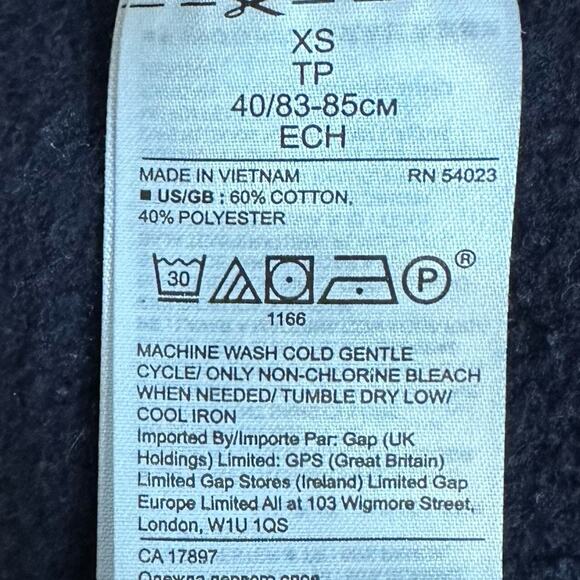 XS
TP
40/83-85CM
ECH
MADE IN VIETNAM RN 54023
■ US/GB : 60% COTTON,
40% POLYESTER
30 P ®
1166
MACHINE WASH COLD GENTLE
CYCLE/ ONLY NON-CHLORiNE BLEACH
WHEN NEEDED/ TUMBLE DRY LOW/
COOL IRON
Imported By/Importe Par: Gap (UK
Holdings) Limited: GPS (Great Britain)
Limited Gap Stores (Ireland) Limited Gap
Europe Limited All at 103 Wigmore Street,
London, W1U 1QS
CA 17897
Одежда первого слоя